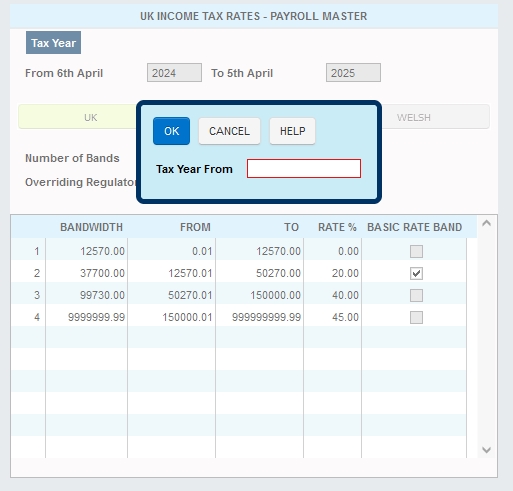 UK INCOME TAX RATES - PAYROLL MASTER
Tax Year
From 6th April 2024 To 5th April 2025
UK WELSH
OK CANCEL HELP
Tax Year From
Number of Bands
Overriding Regulato
BANDWIDTH FROM TO RATE % BASIC RATE BAND
1 12570.00 0.01 12570.00 0.00
2 37700.00 12570.01 50270.00 20.00
3 99730.00 50270.01 150000.00 40.00
4 9999999.99 150000.01 999999999.99 45.00